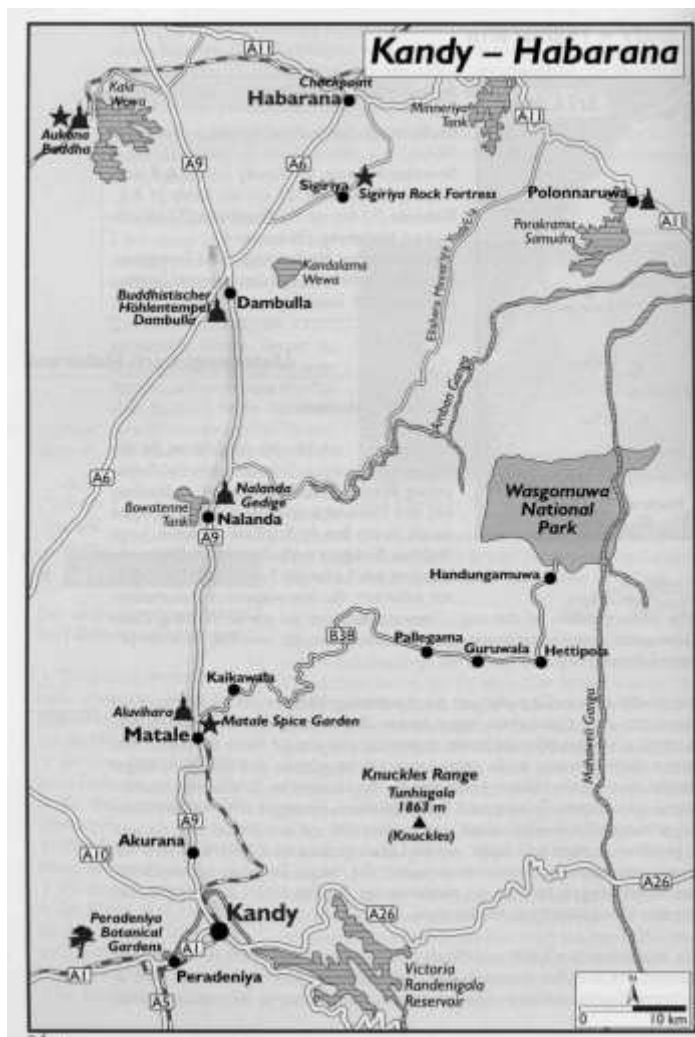 Kandy – Habarana
A11
Checkpoint
Habarana
Kala
Wewa
Aukana
Buddha
A9
A6
Minneriya
Tank
A11
Sigiriya
Sigiriya Rock Fortress
Polonnaruwa
Parakrama
Samudra
A11
Kandalama
Wewa
Buddhistischer
Höhlentempel
Dambulla
Dambulla
Amban Ganga
A6
Nalanda
Gedige
Bowatenne
Tank
Nalanda
A9
Wasgomuwa
National
Park
Handungamuwa
B38
Pallegama
Guruwala
Hettipola
Kaikawala
Aluvihara
Matale Spice Garden
Matale
Mahaweli Ganga
Knuckles Range
Tunhisgala
1863 m
(Knuckles)
A9
Akurana
A10
A26
Kandy
A26
Peradeniya
Botanical
Gardens
A1
A1
Peradeniya
A5
Victoria
Randenigala
Reservoir
N
0 10 km